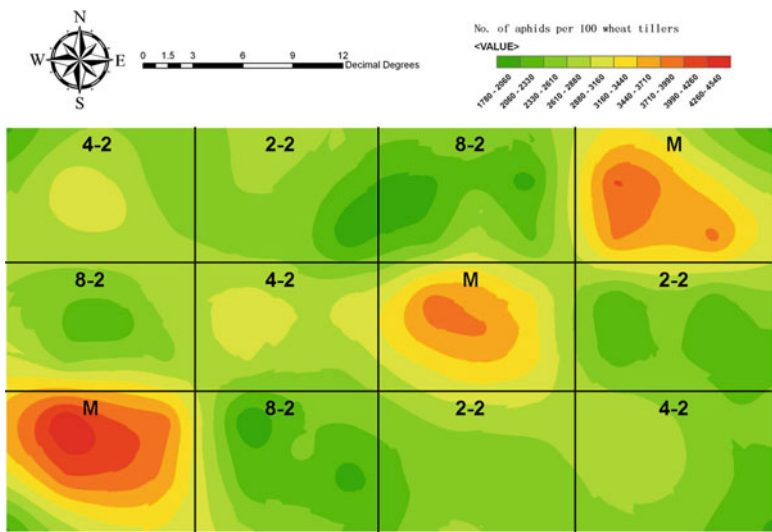 N
W E
S
0 1.5 3 6 9 12
Decimal Degrees
No. of aphids per 100 wheat tillers
<VALUE>
1780 - 2060
2060 - 2330
2330 - 2610
2610 - 2880
2880 - 3160
3160 - 3440
3440 - 3710
3710 - 3990
3990 - 4260
4260 - 4540
4-2 2-2 8-2 M
8-2 4-2 M 2-2
M 8-2 2-2 4-2